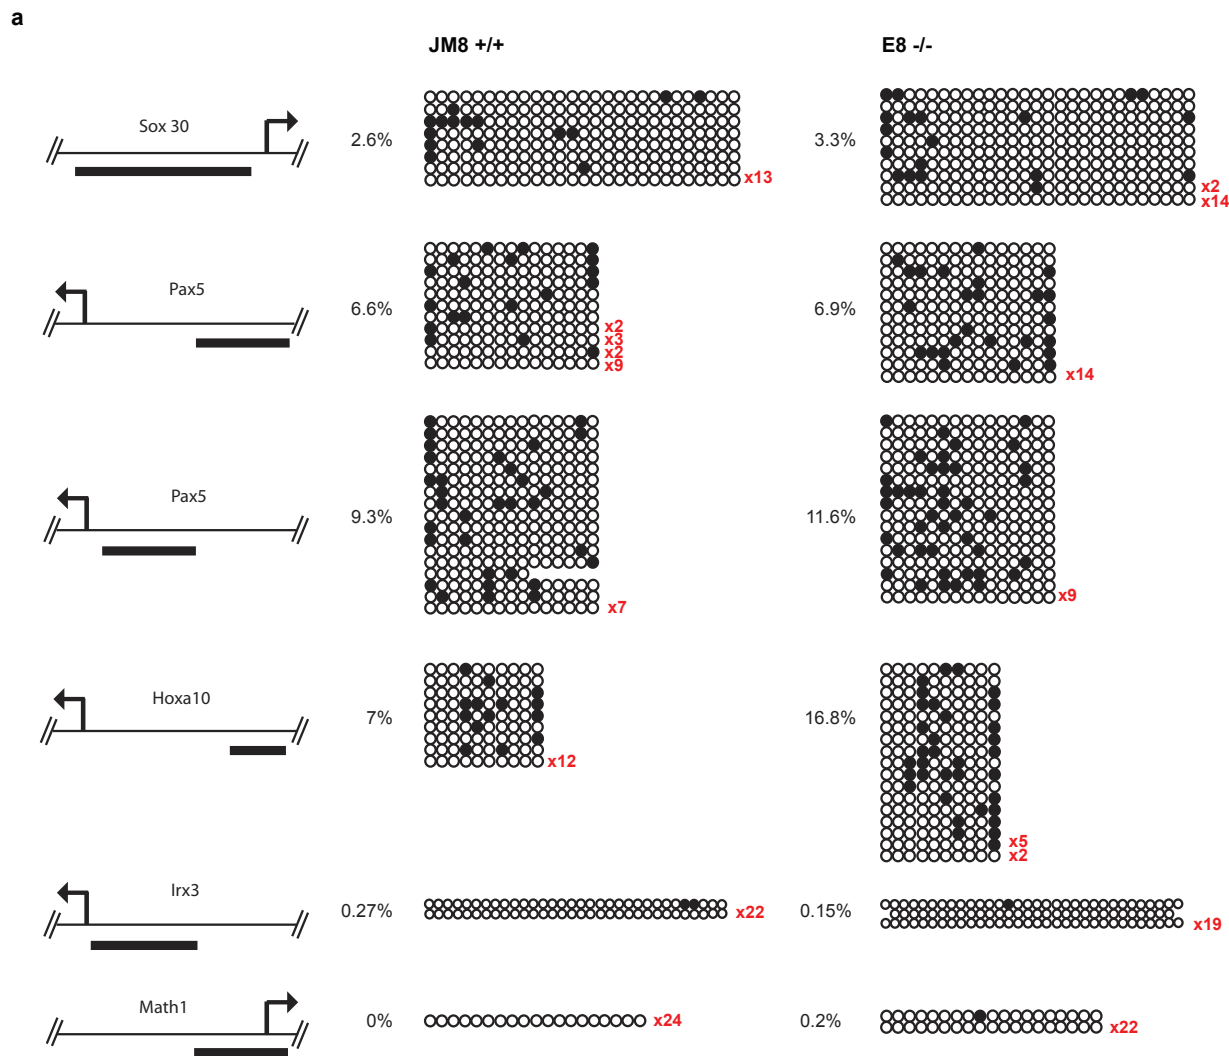 a
JM8 +/+
E8 -/-
Sox 30
2.6%
x13
3.3%
x2
x14
Pax5
6.6%
x2
x3
x2
x9
6.9%
x14
Pax5
9.3%
x7
11.6%
x9
Hoxa10
7%
x12
16.8%
x5
x2
Irx3
0.27%
x22
0.15%
x19
Math1
0%
x24
0.2%
x22